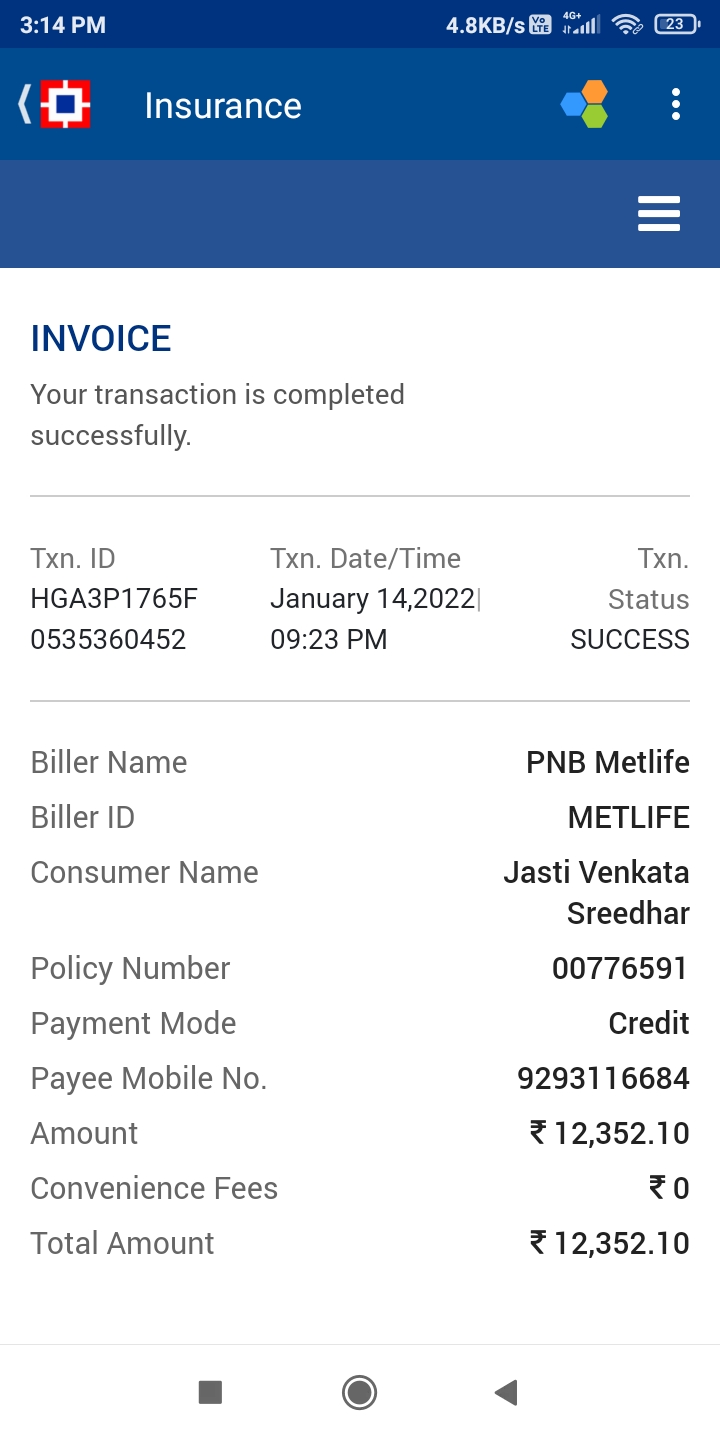 3:14 PM 4.8KB/s Vo LTE 4G+ 23
Insurance
INVOICE
Your transaction is completed
successfully.
Txn. ID Txn. Date/Time Txn.
HGA3P1765F January 14,2022| Status
0535360452 09:23 PM SUCCESS
Biller Name PNB Metlife
Biller ID METLIFE
Consumer Name Jasti Venkata
Sreedhar
Policy Number 00776591
Payment Mode Credit
Payee Mobile No. 9293116684
Amount ₹ 12,352.10
Convenience Fees ₹ 0
Total Amount ₹ 12,352.10